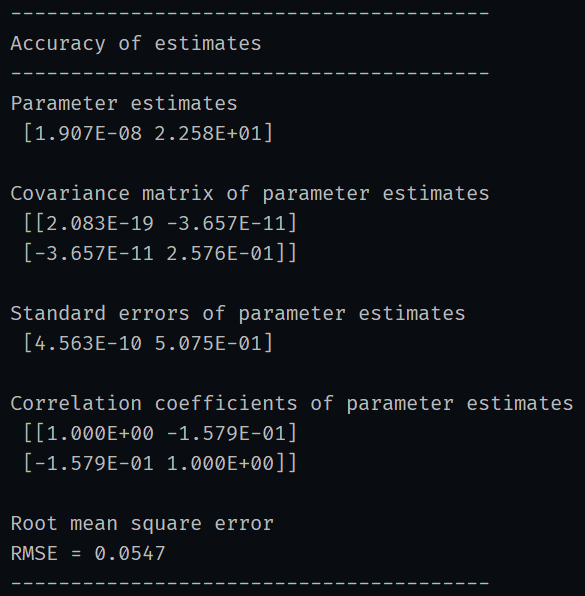 ----------------------------------------
Accuracy of estimates
----------------------------------------
Parameter estimates
[1.907E-08 2.258E+01]
Covariance matrix of parameter estimates
[[2.083E-19 -3.657E-11]
[-3.657E-11 2.576E-01]]
Standard errors of parameter estimates
[4.563E-10 5.075E-01]
Correlation coefficients of parameter estimates
[[1.000E+00 -1.579E-01]
[-1.579E-01 1.000E+00]]
Root mean square error
RMSE = 0.0547
----------------------------------------